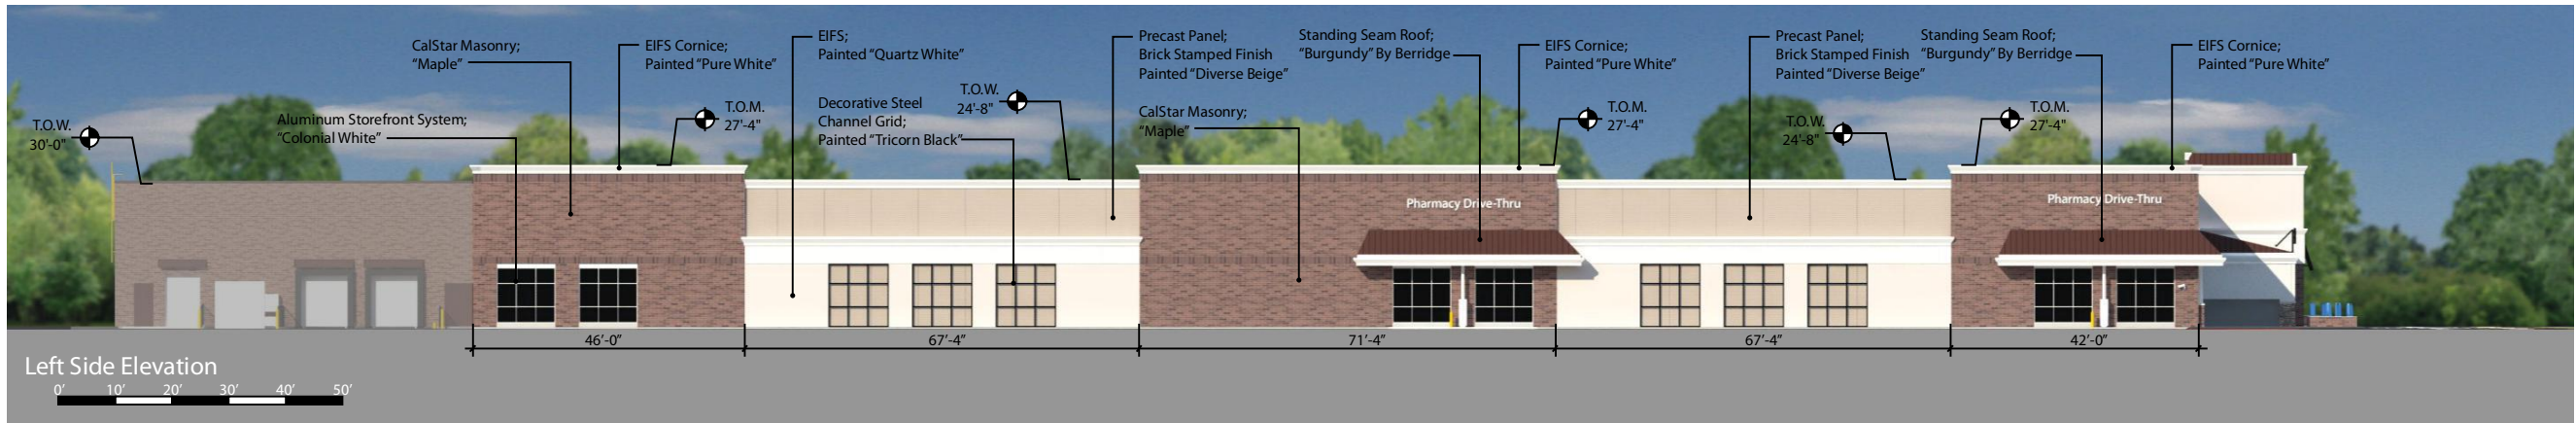 CalStar Masonry;
"Maple"
EIFS Cornice;
Painted "Pure White"
EIFS;
Painted "Quartz White"
Precast Panel;
Brick Stamped Finish
Painted "Diverse Beige"
Standing Seam Roof;
"Burgundy" By Berridge
EIFS Cornice;
Painted "Pure White"
Precast Panel;
Brick Stamped Finish
Painted "Diverse Beige"
Standing Seam Roof;
"Burgundy" By Berridge
EIFS Cornice;
Painted "Pure White"
T.O.W.
30'-0"
Aluminum Storefront System;
"Colonial White"
T.O.M.
27'-4"
Decorative Steel
Channel Grid;
Painted "Tricorn Black"
T.O.W.
24'-8"
CalStar Masonry;
"Maple"
T.O.M.
27'-4"
T.O.W.
24'-8"
T.O.M.
27'-4"
Pharmacy Drive-Thru
Pharmacy Drive-Thru
46'-0"
67'-4"
71'-4"
67'-4"
42'-0"
Left Side Elevation
0' 10' 20' 30' 40' 50'